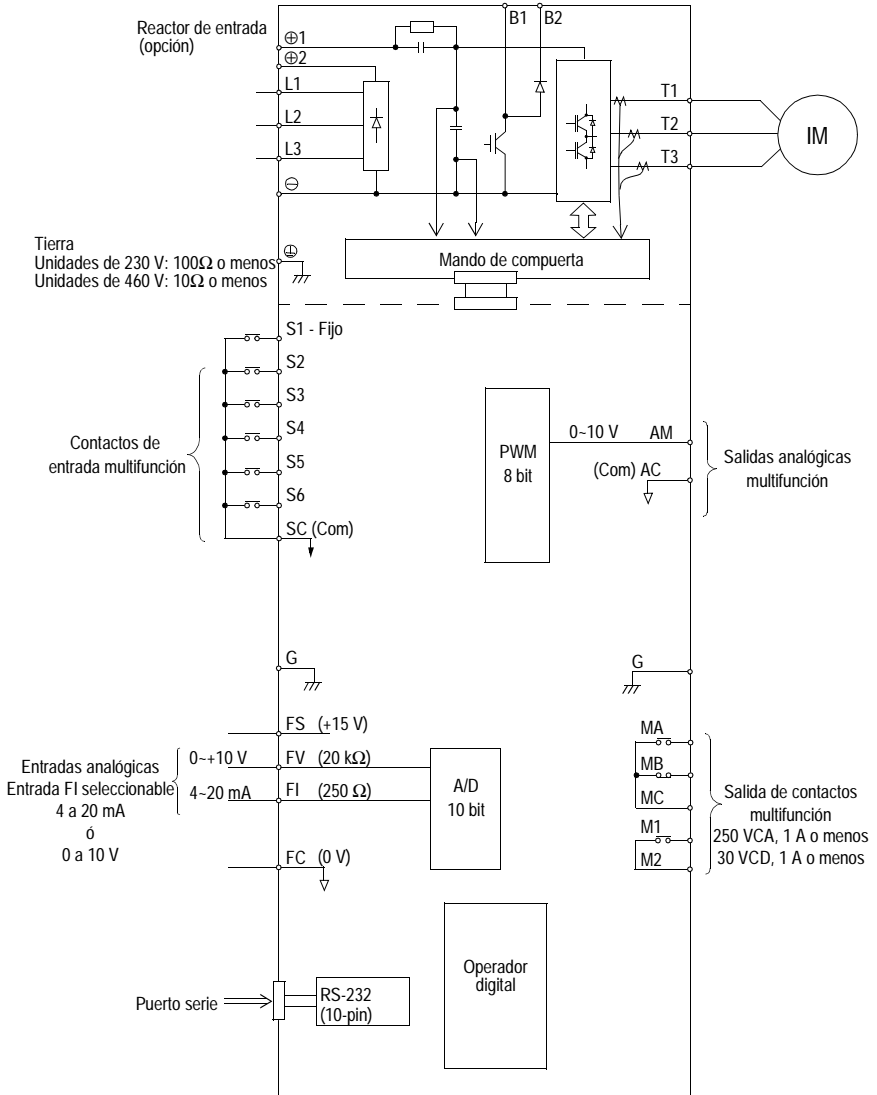 Reactor de entrada
(opción)
⊕1
⊕2
L1
L2
L3
⊖
B1 B2
T1
T2
T3
IM
Tierra
Unidades de 230 V: 100Ω o menos
Unidades de 460 V: 10Ω o menos
Mando de compuerta
S1 - Fijo
S2
S3
S4
S5
S6
SC (Com)
Contactos de
entrada multifunción
PWM
8 bit
0~10 V AM
(Com) AC
Salidas analógicas
multifunción
G
G
FS (+15 V)
0~+10 V FV (20 kΩ)
4~20 mA FI (250 Ω)
FC (0 V)
Entradas analógicas
Entrada FI seleccionable
4 a 20 mA
ó
0 a 10 V
A/D
10 bit
MA
MB
MC
M1
M2
Salida de contactos
multifunción
250 VCA, 1 A o menos
30 VCD, 1 A o menos
Operador
digital
Puerto serie
RS-232
(10-pin)